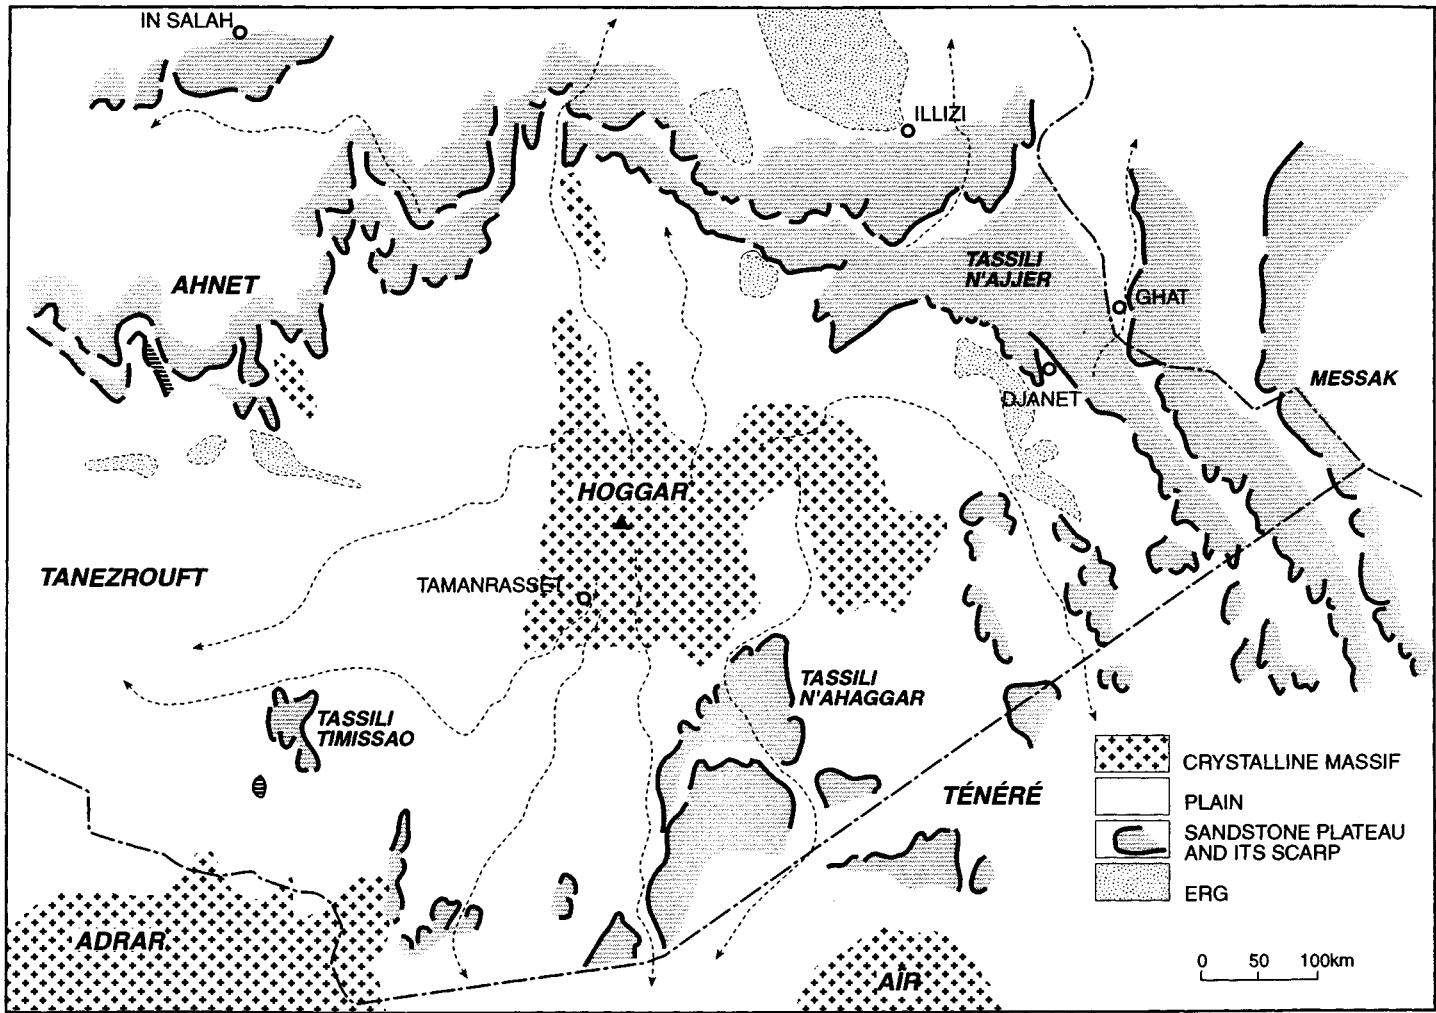 IN SALAH
ILLIZI
TASSILI
N'AJJER
AHNET
GHAT
MESSAK
DJANET
HOGGAR
TANEZROUFT
TAMANRASSET
TASSILI
N'AHAGGAR
TASSILI
TIMISSAO
TÉNÉRÉ
CRYSTALLINE MASSIF
PLAIN
SANDSTONE PLATEAU
AND ITS SCARP
ERG
ADRAR
AÏR
0 50 100km